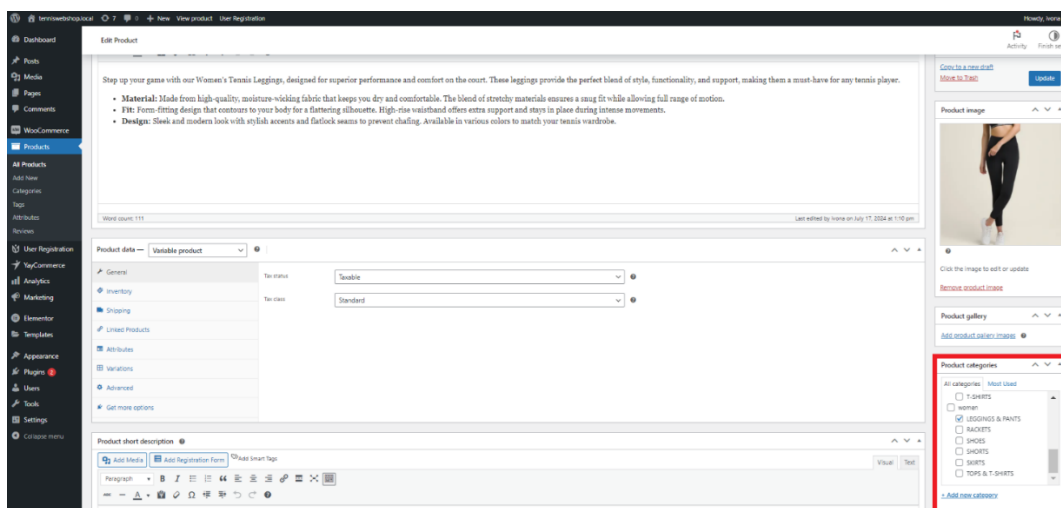 tenniswebshop.local 7 0 New View product User Registration Howdy, Ivona
Dashboard
Posts
Media
Pages
Comments
WooCommerce
Products
All Products
Add New
Categories
Tags
Attributes
Reviews
User Registration
YayCommerce
Analytics
Marketing
Elementor
Templates
Appearance
Plugins 2
Users
Tools
Settings
Collapse menu
Edit Product
Activity Finish se
Step up your game with our Women's Tennis Leggings, designed for superior performance and comfort on the court. These leggings provide the perfect blend of style, functionality, and support, making them a must-have for any tennis player.
• Material: Made from high-quality, moisture-wicking fabric that keeps you dry and comfortable. The blend of stretchy materials ensures a snug fit while allowing full range of motion.
• Fit: Form-fitting design that contours to your body for a flattering silhouette. High-rise waistband offers extra support and stays in place during intense movements.
• Design: Sleek and modern look with stylish accents and flatlock seams to prevent chafing. Available in various colors to match your tennis wardrobe.
Word count: 111 Last edited by Ivona on July 17, 2024 at 1:10 pm
Product data — Variable product
General
Inventory
Shipping
Linked Products
Attributes
Variations
Advanced
Get more options
Tax status Taxable
Tax class Standard
Product short description
Add Media Add Registration Form Add Smart Tags Visual Text
Paragraph
Copy to a new draft
Move to Trash Update
Product image
Click the image to edit or update
Remove product image
Product gallery
Add product gallery images
Product categories
All categories Most Used
T-SHIRTS
women
LEGGINGS & PANTS
RACKETS
SHOES
SHORTS
SKIRTS
TOPS & T-SHIRTS
+ Add new category